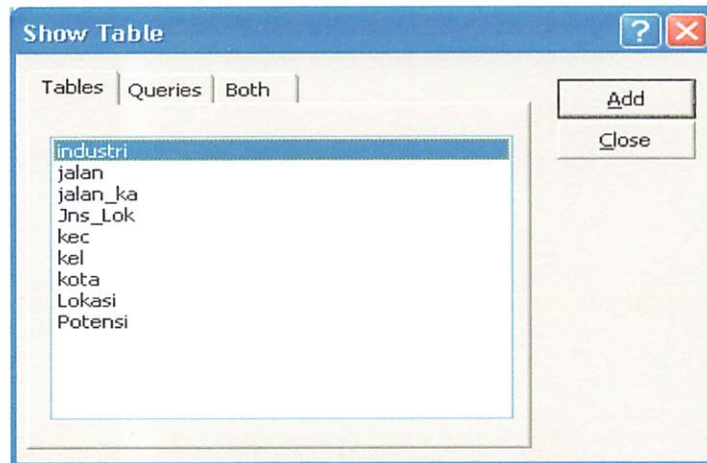 Show Table
Tables Queries Both
Add
Close
industri
jalan
jalan_ka
Jns_Lok
kec
kel
kota
Lokasi
Potensi